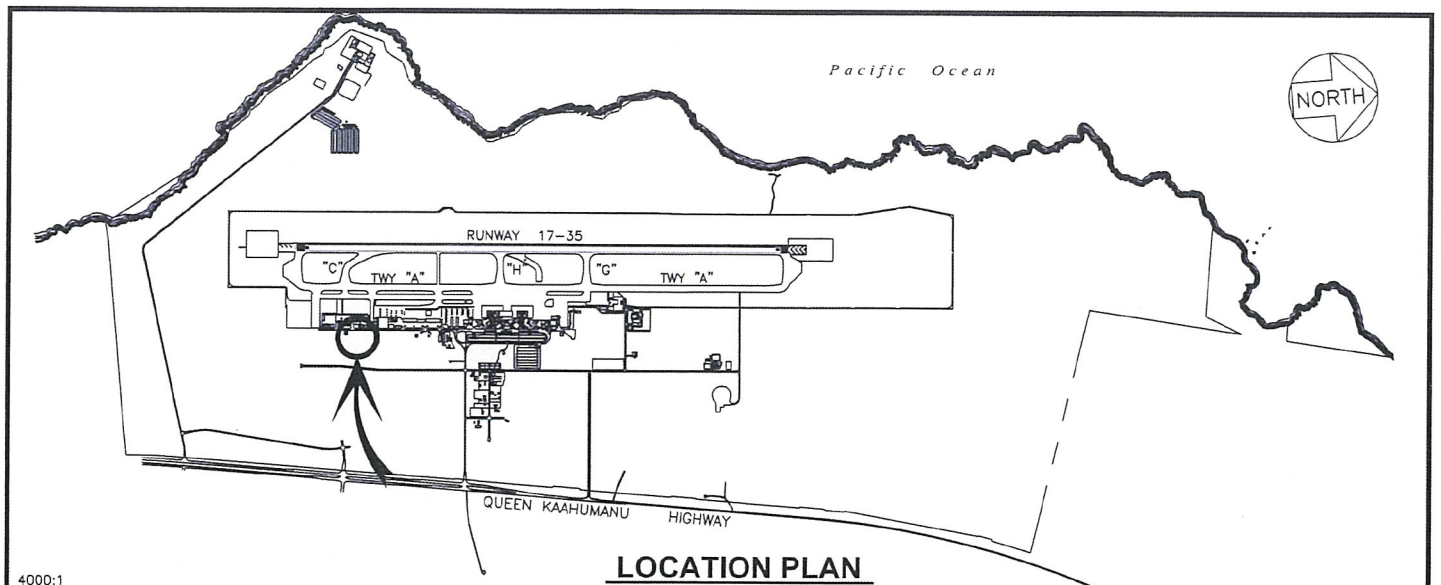 Pacific Ocean
NORTH
RUNWAY 17-35
"C"
TWY "A"
"H"
"G"
TWY "A"
QUEEN KAAHUMANU HIGHWAY
LOCATION PLAN
4000:1